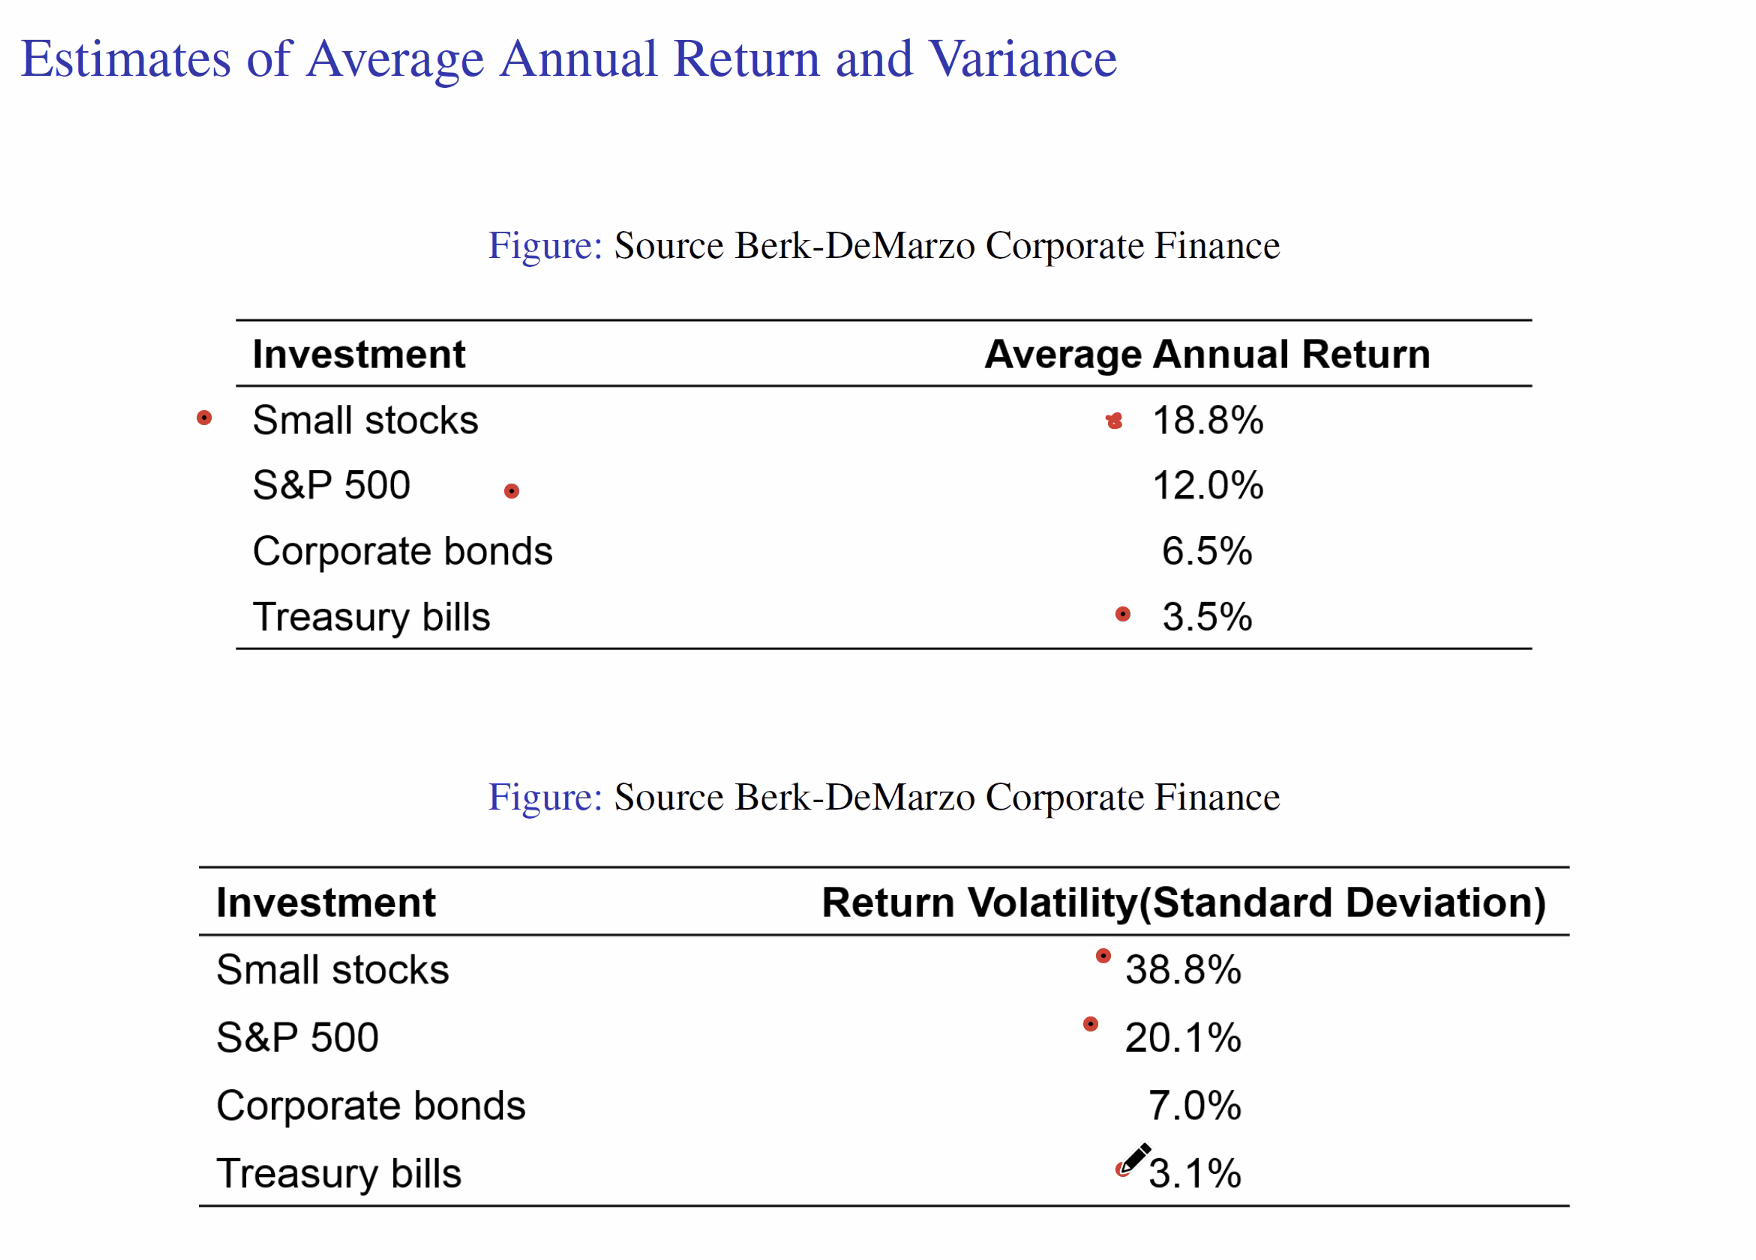 Estimates of Average Annual Return and Variance
Figure: Source Berk-DeMarzo Corporate Finance
Investment Average Annual Return
Small stocks 18.8%
S&P 500 12.0%
Corporate bonds 6.5%
Treasury bills 3.5%
Figure: Source Berk-DeMarzo Corporate Finance
Investment Return Volatility(Standard Deviation)
Small stocks 38.8%
S&P 500 20.1%
Corporate bonds 7.0%
Treasury bills 3.1%